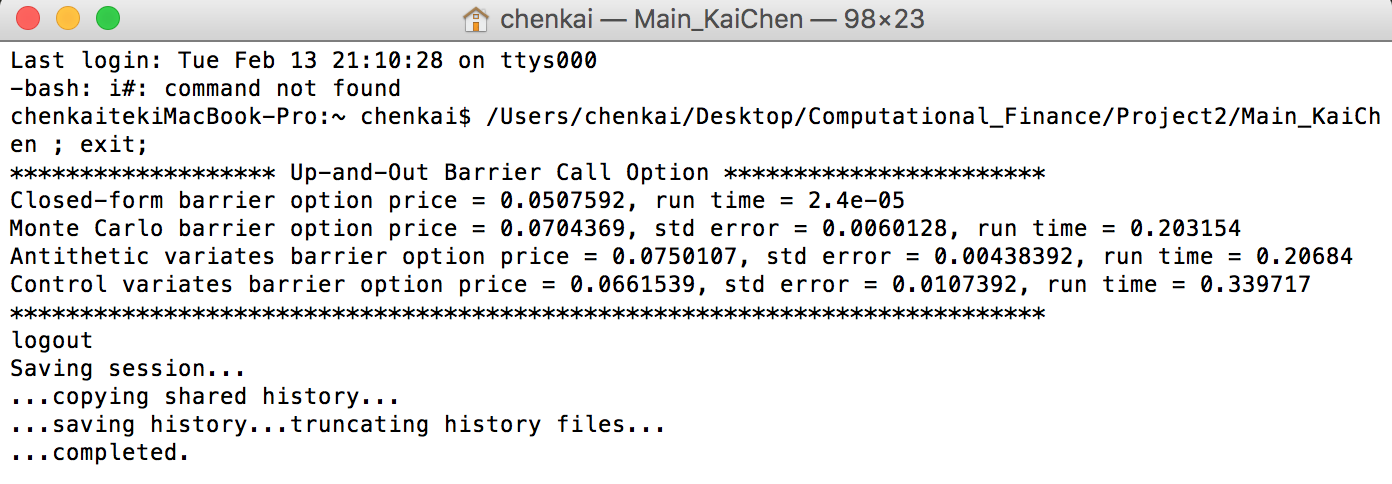 chenkai — Main_KaiChen — 98×23
Last login: Tue Feb 13 21:10:28 on ttys000
-bash: i#: command not found
chenkaitekiMacBook-Pro:~ chenkai$ /Users/chenkai/Desktop/Computational_Finance/Project2/Main_KaiCh
en ; exit;
******************* Up-and-Out Barrier Call Option ***********************
Closed-form barrier option price = 0.0507592, run time = 2.4e-05
Monte Carlo barrier option price = 0.0704369, std error = 0.0060128, run time = 0.203154
Antithetic variates barrier option price = 0.0750107, std error = 0.00438392, run time = 0.20684
Control variates barrier option price = 0.0661539, std error = 0.0107392, run time = 0.339717
**************************************************************************
logout
Saving session...
...copying shared history...
...saving history...truncating history files...
...completed.